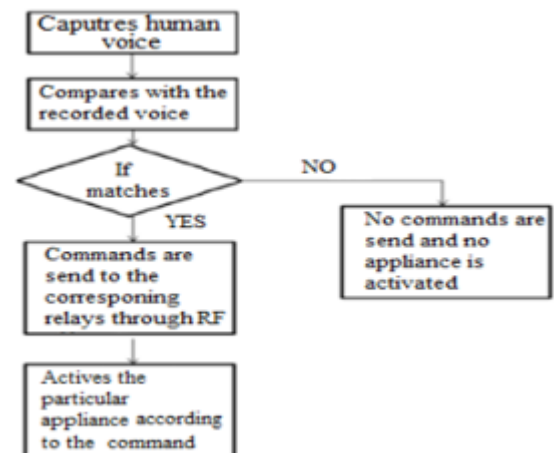 Caputres human
voice
Compares with the
recorded voice
If
matches
NO
YES
No commands are
send and no
appliance is
activated
Commands are
send to the
corresponing
relays through RF
Actives the
particular
appliance according
to the command